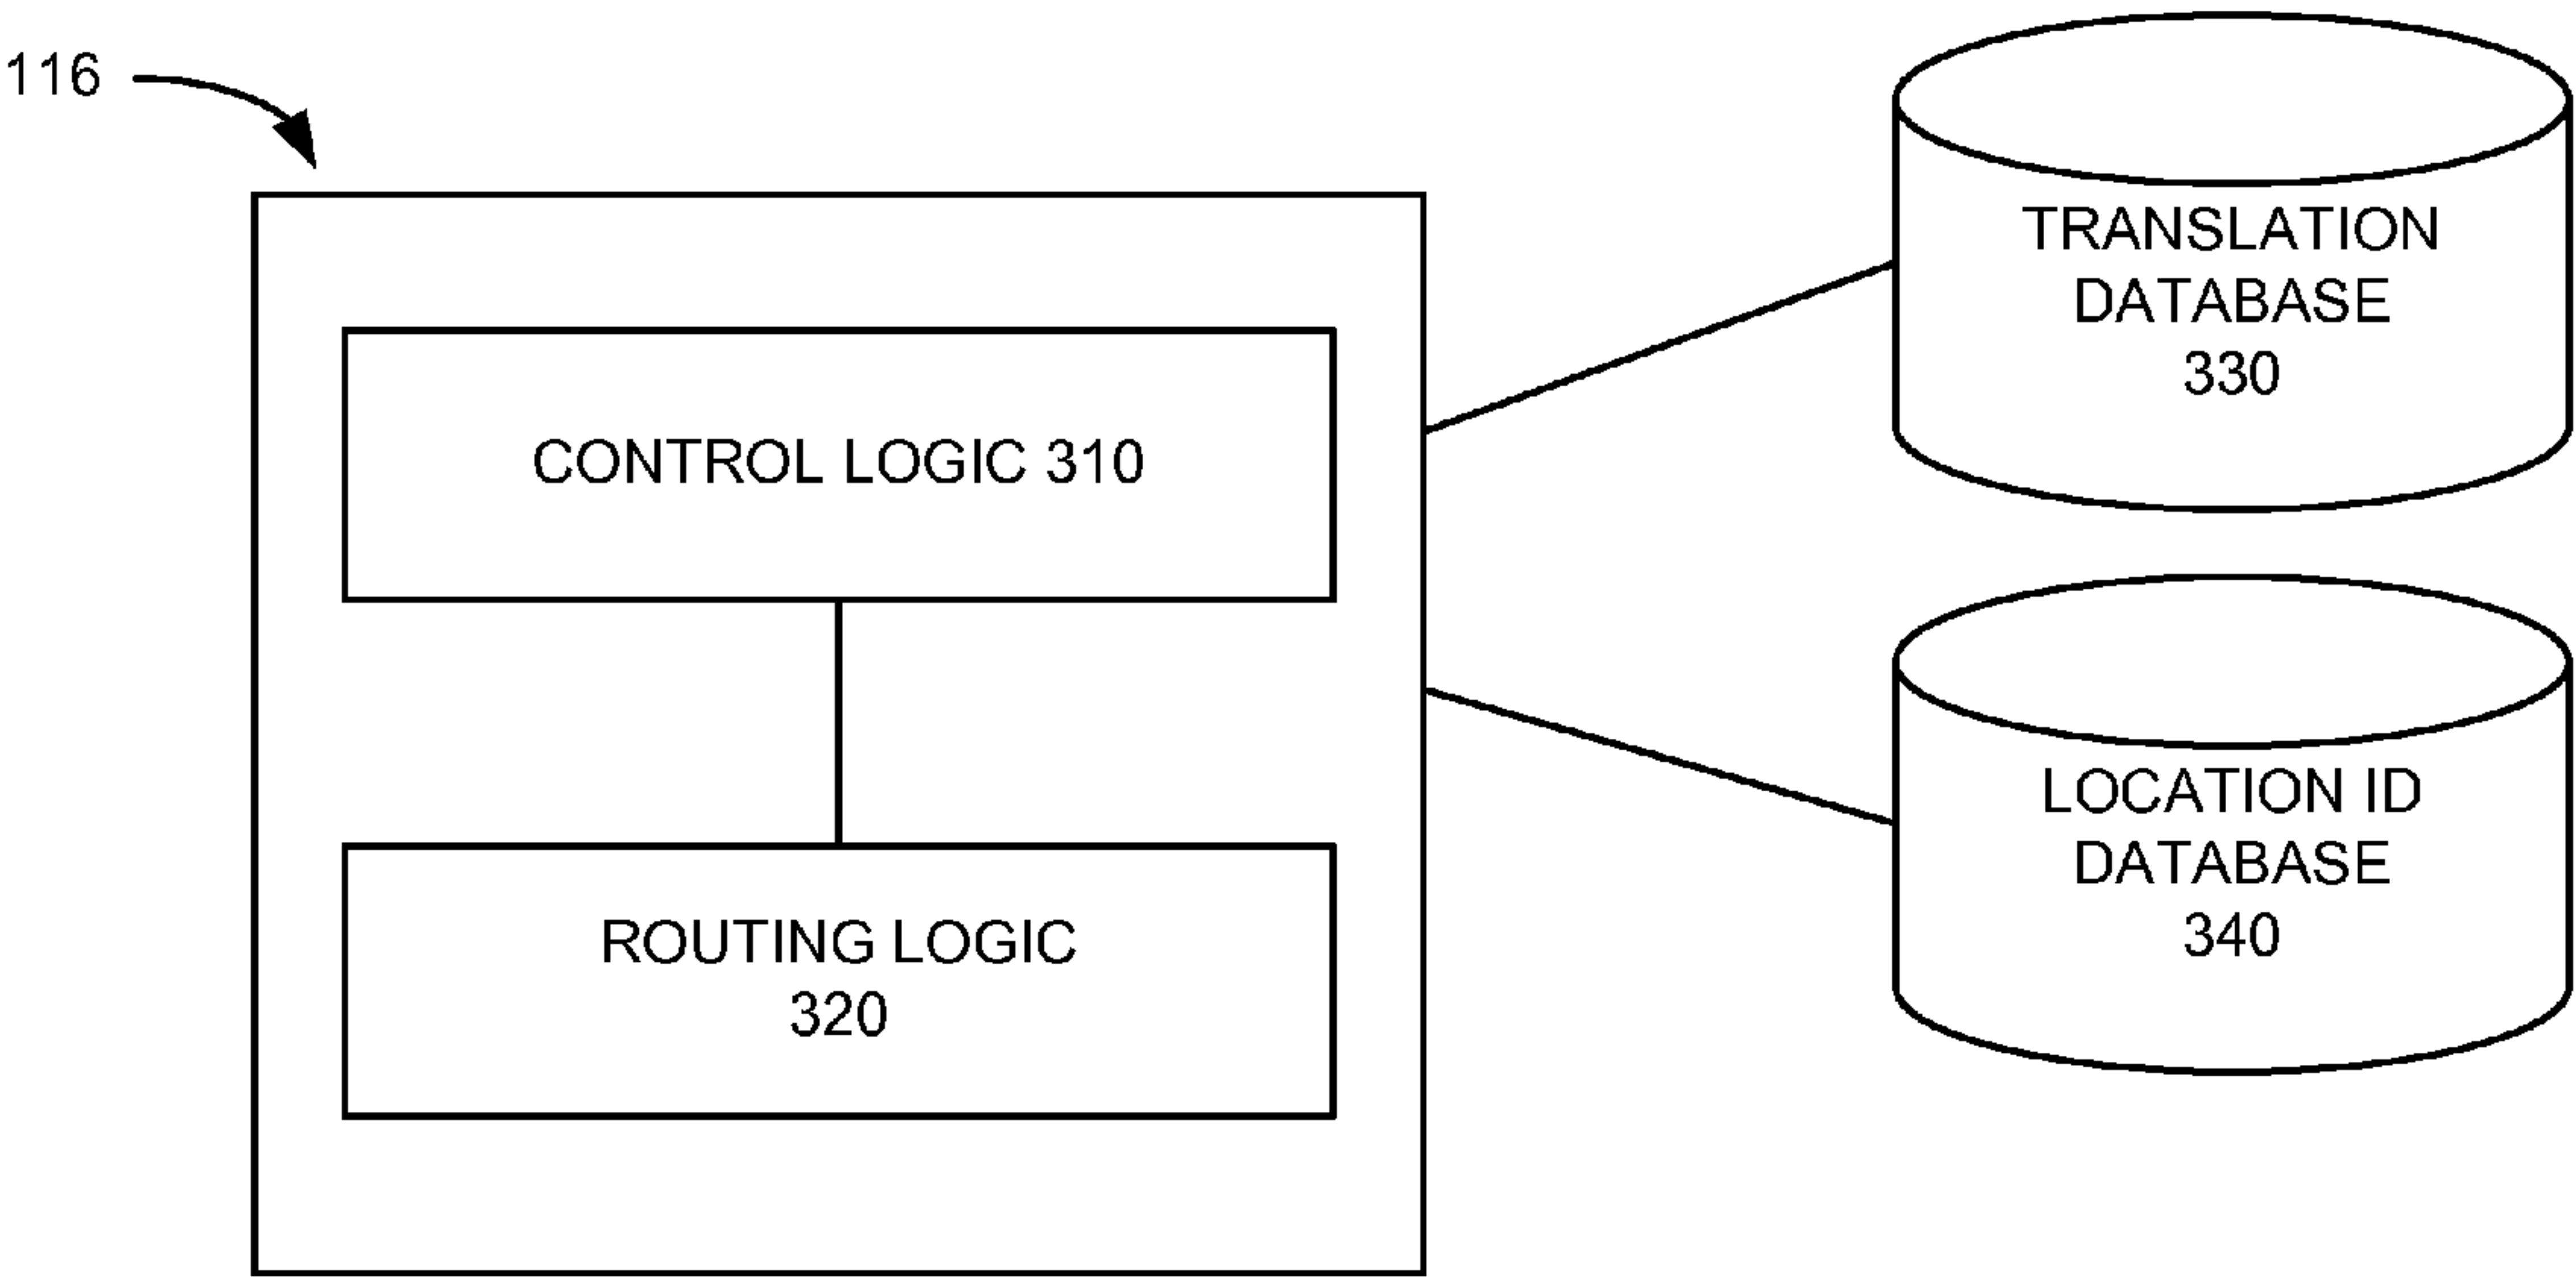 116
CONTROL LOGIC 310
ROUTING LOGIC
320
TRANSLATION
DATABASE
330
LOCATION ID
DATABASE
340